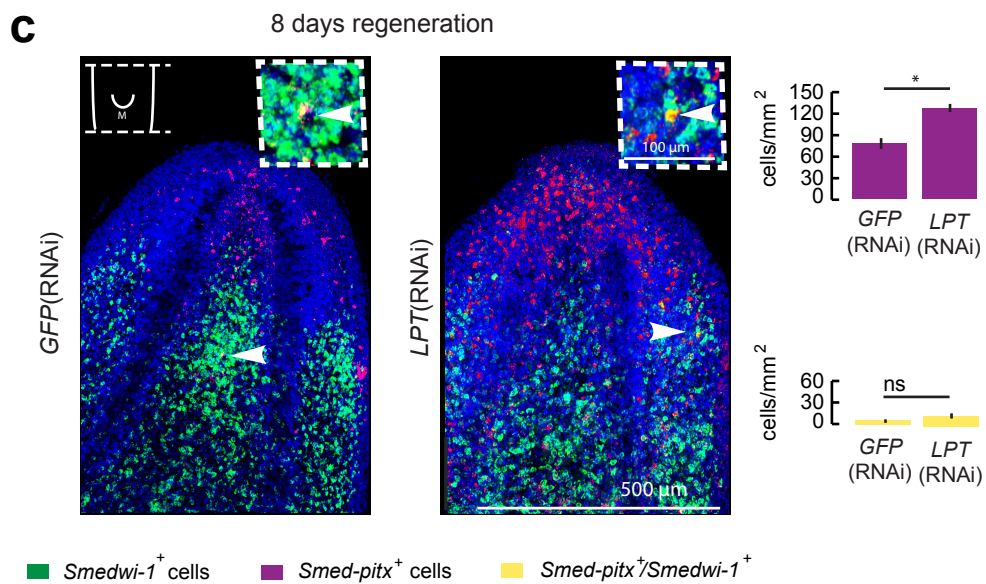 c
8 days regeneration
M
GFP(RNAi)
LPT(RNAi)
100 µm
500 µm
cells/mm²
150
120
90
60
30
0
*
GFP
(RNAi)
LPT
(RNAi)
cells/mm²
60
30
0
ns
GFP
(RNAi)
LPT
(RNAi)
Smedwi-1⁺ cells
Smed-pitx⁺ cells
Smed-pitx⁺/Smedwi-1⁺